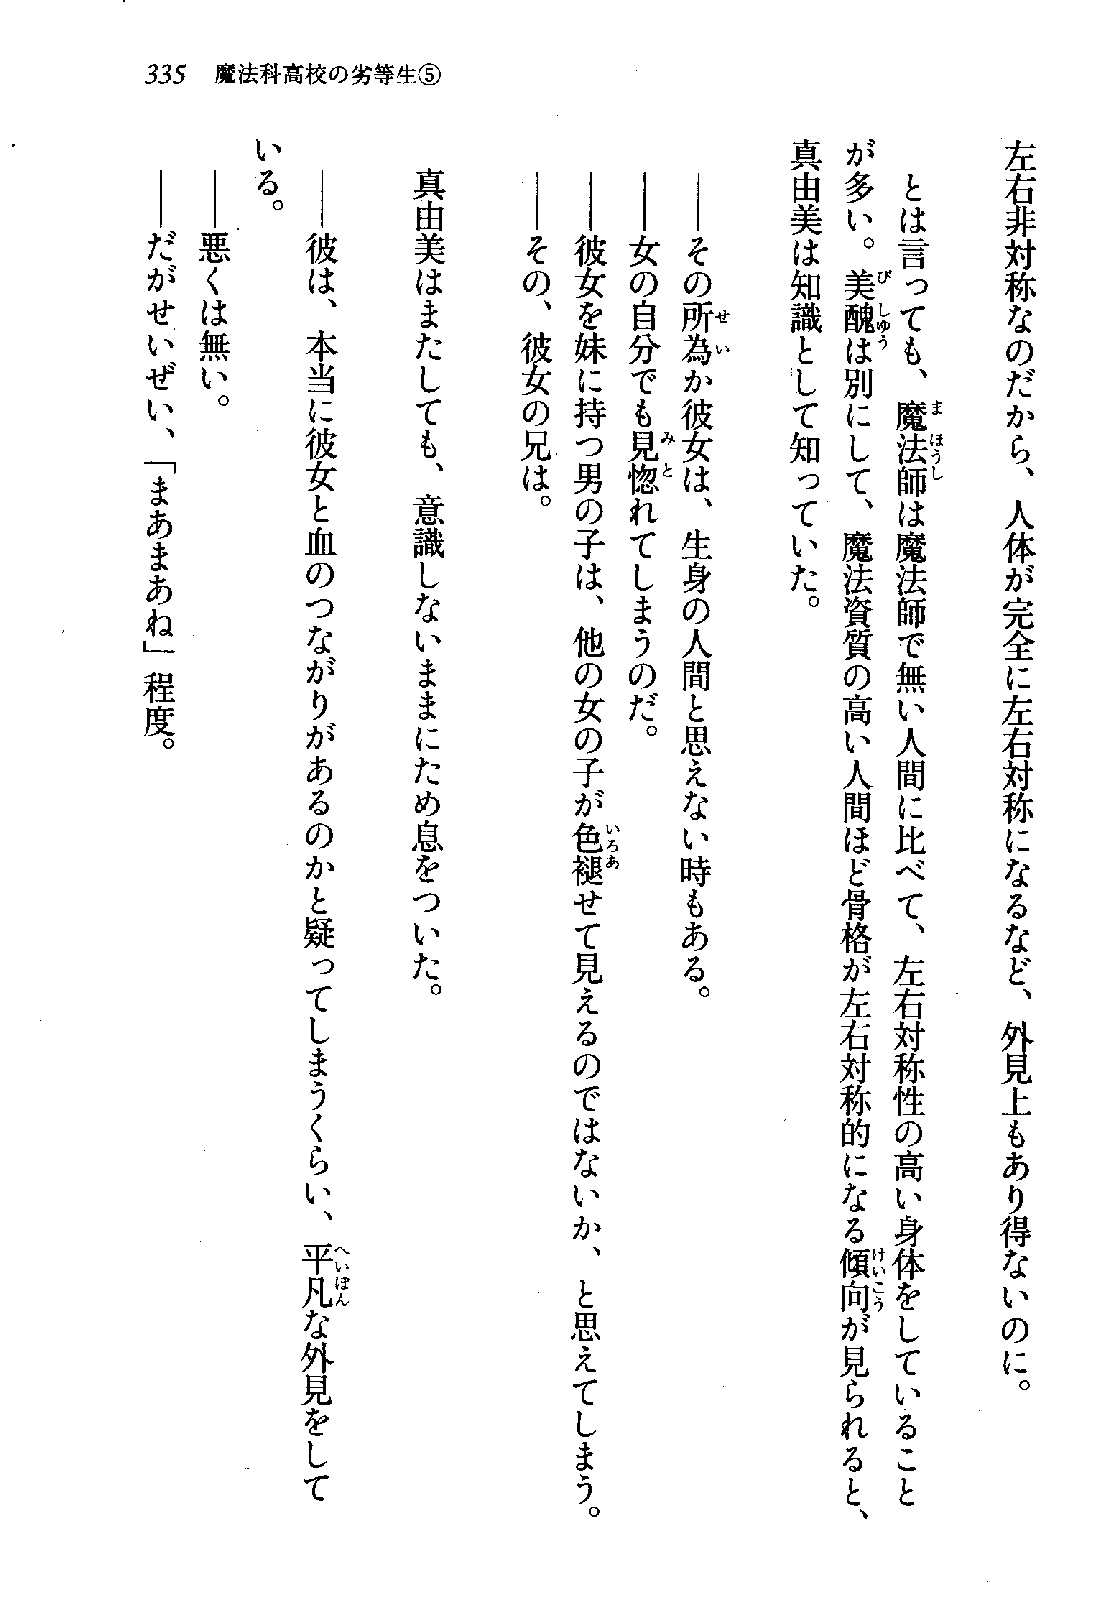 335 魔法科高校の劣等生⑤
左右非対称なのだから、人体が完全に左右対称になるなど、外見上もあり得ないのに。
とは言っても、魔法師は魔法師で無い人間に比べて、左右対称性の高い身体をしていること
が多い。美醜は別にして、魔法資質の高い人間ほど骨格が左右対称的になる傾向が見られると、
真由美は知識として知っていた。
――その所為か彼女は、生身の人間と思えない時もある。
――女の自分でも見惚れてしまうのだ。
――彼女を妹に持つ男の子は、他の女の子が色褪せて見えるのではないか、と思えてしまう。
――その、彼女の兄は。
真由美はまたしても、意識しないままにため息をついた。
――彼は、本当に彼女と血のつながりがあるのかと疑ってしまうくらい、平凡な外見をして
いる。
――悪くは無い。
――だがせいぜい、「まあまあね」程度。